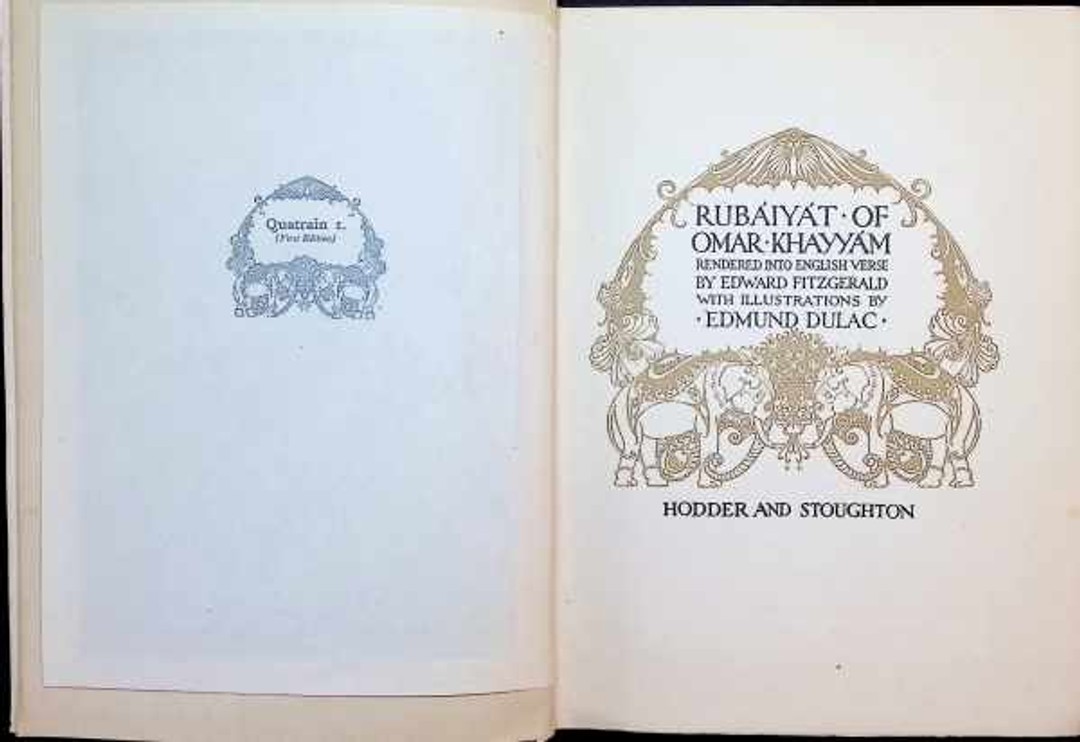 Quatrain 1.
(First Edition)
RUBÁIYÁT · OF
OMAR · KHAYYÁM
RENDERED INTO ENGLISH VERSE
BY EDWARD FITZGERALD
WITH ILLUSTRATIONS BY
· EDMUND DULAC ·
HODDER AND STOUGHTON